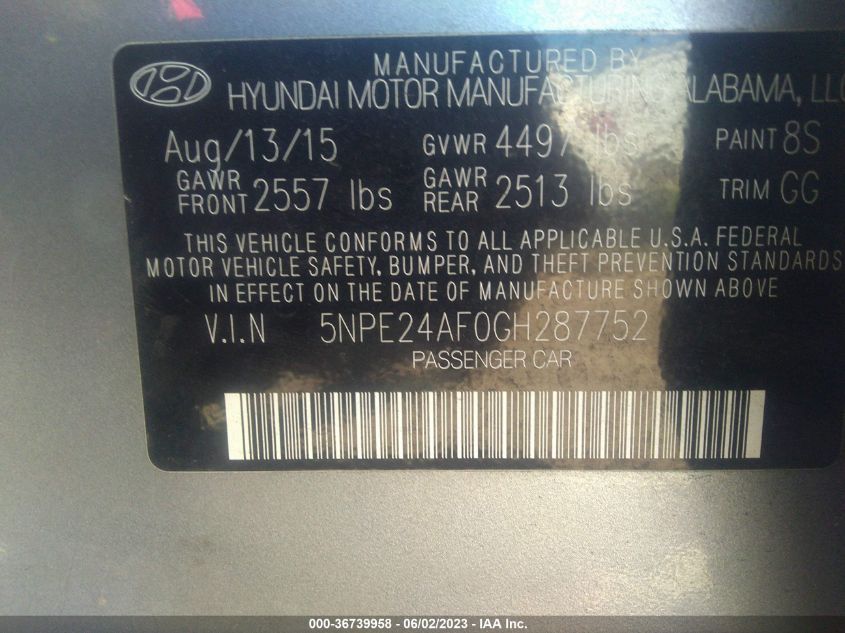 MANUFACTURED BY
HYUNDAI MOTOR MANUFACTURING ALABAMA, LLC
Aug/13/15 GVWR 4497 lbs PAINT 8S
GAWR FRONT 2557 lbs GAWR REAR 2513 lbs TRIM GG
THIS VEHICLE CONFORMS TO ALL APPLICABLE U.S.A. FEDERAL
MOTOR VEHICLE SAFETY, BUMPER, AND THEFT PREVENTION STANDARDS
IN EFFECT ON THE DATE OF MANUFACTURE SHOWN ABOVE
V.I.N 5NPE24AF0GH287752
PASSENGER CAR
000-36739958 - 06/02/2023 - IAA Inc.